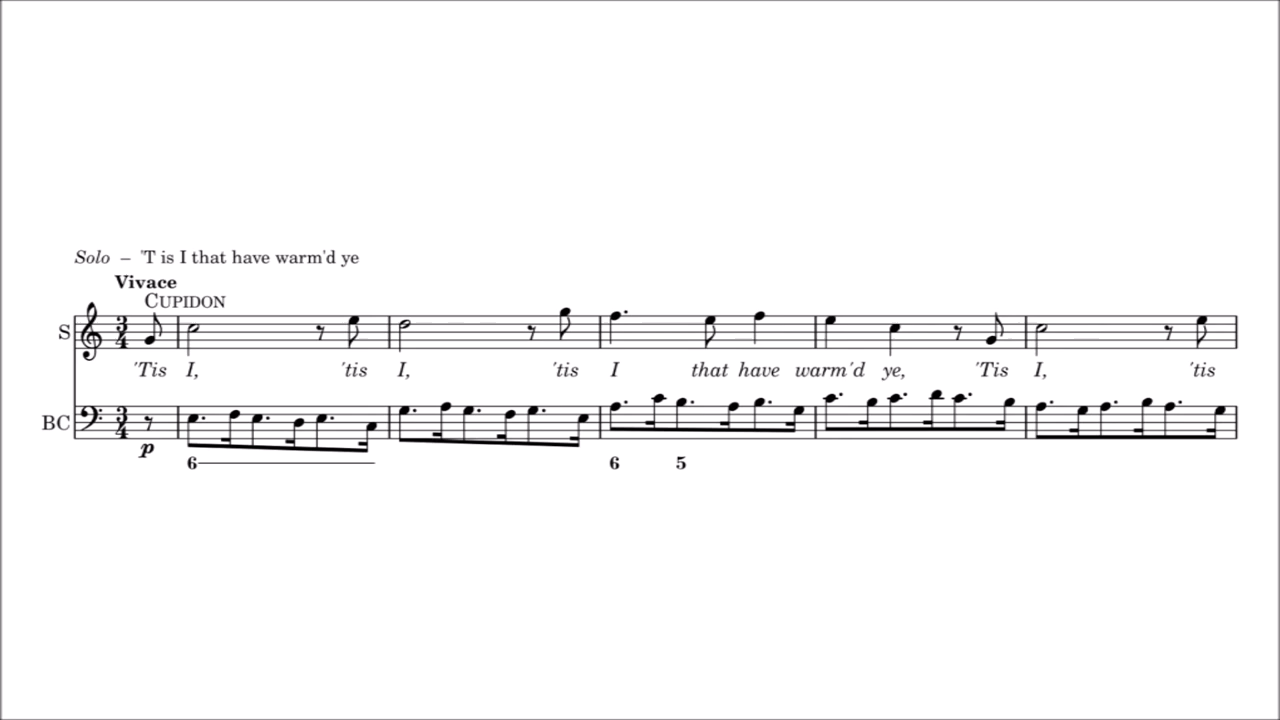 Solo – 'T is I that have warm'd ye
Vivace
CUPIDON
S
'Tis I, 'tis I, 'tis I that have warm'd ye, 'Tis I, 'tis
BC
p
6 6 5